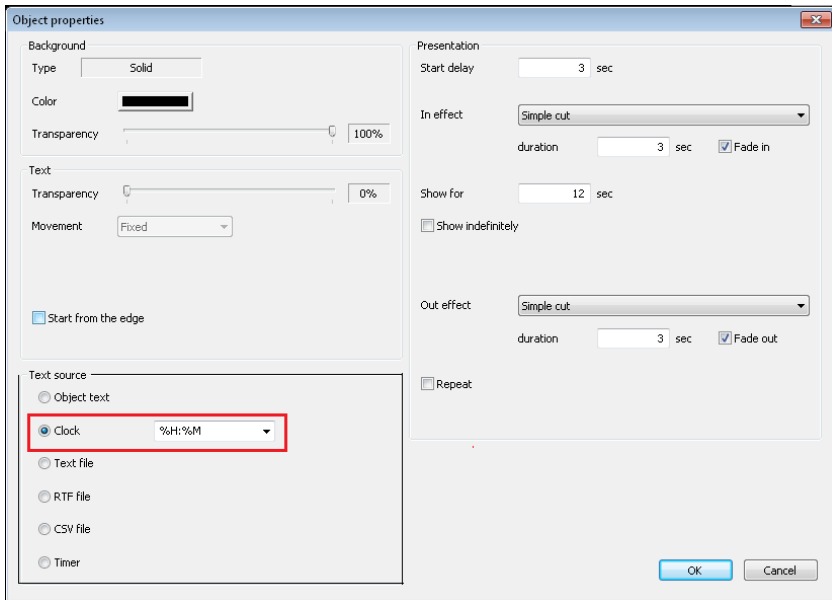 Object properties
Background
Type Solid
Color
Transparency 100%
Text
Transparency 0%
Movement Fixed
Start from the edge
Text source
Object text
Clock %H:%M
Text file
RTF file
CSV file
Timer
Presentation
Start delay 3 sec
In effect Simple cut
duration 3 sec Fade in
Show for 12 sec
Show indefinitely
Out effect Simple cut
duration 3 sec Fade out
Repeat
OK Cancel